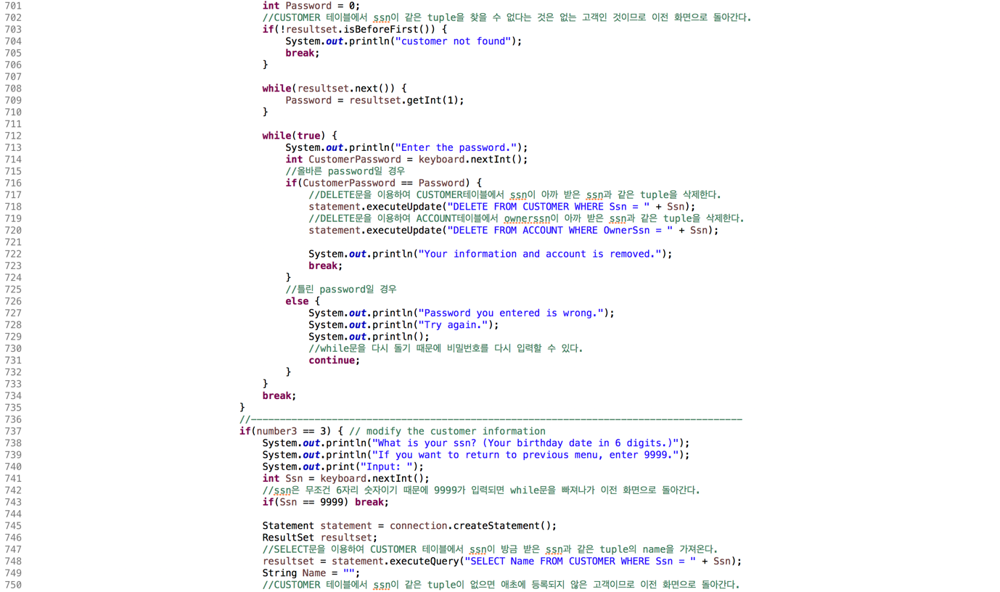 701 int Password = 0;
702 //CUSTOMER 테이블에서 ssn이 같은 tuple을 찾을 수 없다는 것은 없는 고객인 것이므로 이전 화면으로 돌아간다.
703 if(!resultset.isBeforeFirst()) {
704 System.out.println("customer not found");
705 break;
706 }
707
708 while(resultset.next()) {
709 Password = resultset.getInt(1);
710 }
711
712 while(true) {
713 System.out.println("Enter the password.");
714 int CustomerPassword = keyboard.nextInt();
715 //올바른 password일 경우
716 if(CustomerPassword == Password) {
717 //DELETE문을 이용하여 CUSTOMER테이블에서 ssn이 아까 받은 ssn과 같은 tuple을 삭제한다.
718 statement.executeUpdate("DELETE FROM CUSTOMER WHERE Ssn = " + Ssn);
719 //DELETE문을 이용하여 ACCOUNT테이블에서 ownerssn이 아까 받은 ssn과 같은 tuple을 삭제한다.
720 statement.executeUpdate("DELETE FROM ACCOUNT WHERE OwnerSsn = " + Ssn);
721
722 System.out.println("Your information and account is removed.");
723 break;
724 }
725 //틀린 password일 경우
726 else {
727 System.out.println("Password you entered is wrong.");
728 System.out.println("Try again.");
729 System.out.println();
730 //while문을 다시 돌기 때문에 비밀번호를 다시 입력할 수 있다.
731 continue;
732 }
733 }
734 break;
735 }
736 //-------------------------------------------------------------------------------------
737 if(number3 == 3) { // modify the customer information
738 System.out.println("What is your ssn? (Your birthday date in 6 digits.)");
739 System.out.println("If you want to return to previous menu, enter 9999.");
740 System.out.print("Input: ");
741 int Ssn = keyboard.nextInt();
742 //ssn은 무조건 6자리 숫자이기 때문에 9999가 입력되면 while문을 빠져나가 이전 화면으로 돌아간다.
743 if(Ssn == 9999) break;
744
745 Statement statement = connection.createStatement();
746 ResultSet resultset;
747 //SELECT문을 이용하여 CUSTOMER 테이블에서 ssn이 방금 받은 ssn과 같은 tuple의 name을 가져온다.
748 resultset = statement.executeQuery("SELECT Name FROM CUSTOMER WHERE Ssn = " + Ssn);
749 String Name = "";
750 //CUSTOMER 테이블에서 ssn이 같은 tuple이 없으면 애초에 등록되지 않은 고객이므로 이전 화면으로 돌아간다.